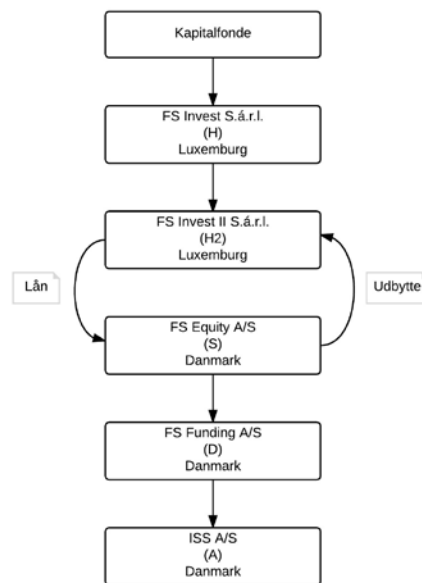 Kapitalfonde
FS Invest S.á.r.l.
(H)
Luxemburg
FS Invest II S.á.r.l.
(H2)
Luxemburg
Lån
Udbytte
FS Equity A/S
(S)
Danmark
FS Funding A/S
(D)
Danmark
ISS A/S
(A)
Danmark